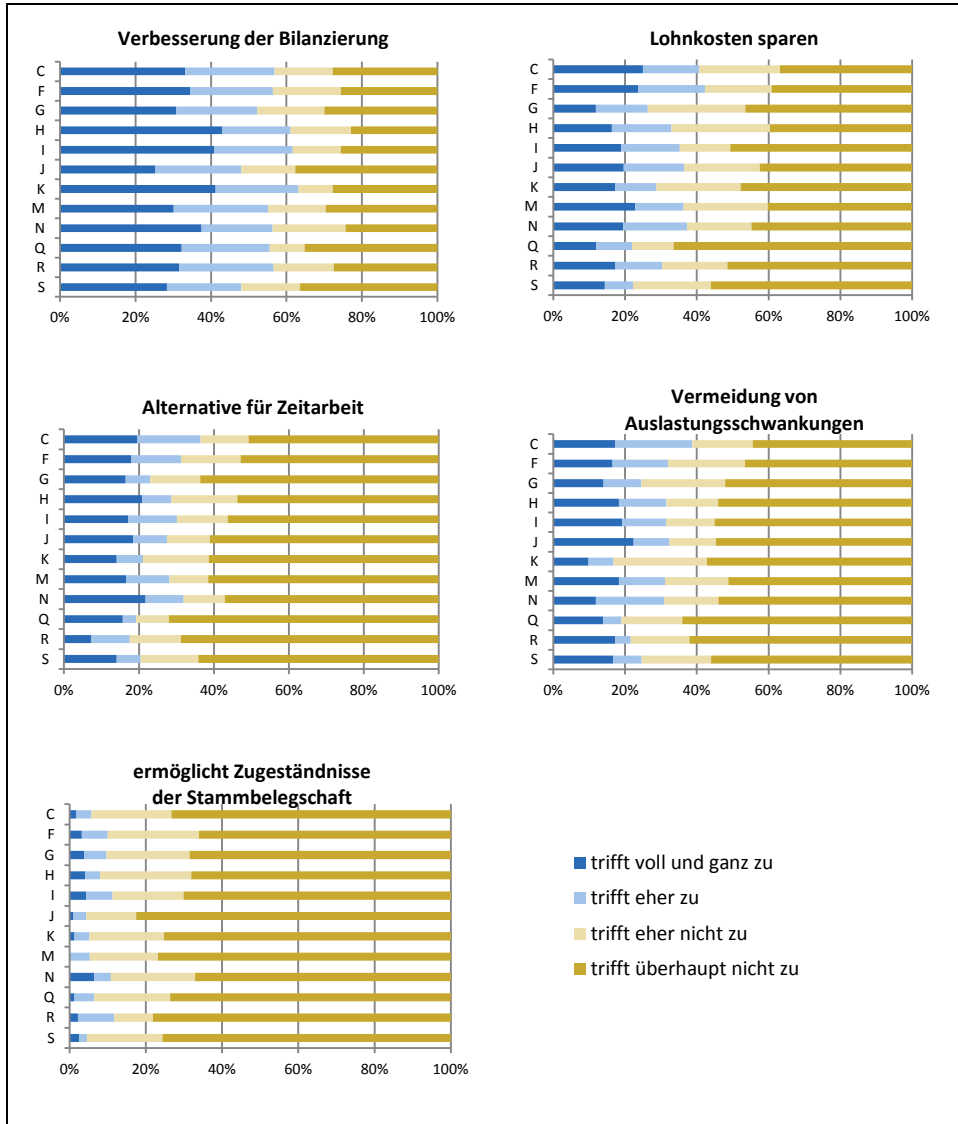 Verbesserung der Bilanzierung
C
F
G
H
I
J
K
M
N
Q
R
S
0% 20% 40% 60% 80% 100%
Lohnkosten sparen
C
F
G
H
I
J
K
M
N
Q
R
S
0% 20% 40% 60% 80% 100%
Alternative für Zeitarbeit
C
F
G
H
I
J
K
M
N
Q
R
S
0% 20% 40% 60% 80% 100%
Vermeidung von
Auslastungsschwankungen
C
F
G
H
I
J
K
M
N
Q
R
S
0% 20% 40% 60% 80% 100%
ermöglicht Zugeständnisse
der Stammbelegschaft
C
F
G
H
I
J
K
M
N
Q
R
S
0% 20% 40% 60% 80% 100%
trifft voll und ganz zu
trifft eher zu
trifft eher nicht zu
trifft überhaupt nicht zu